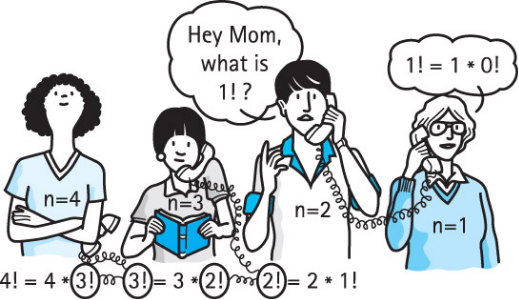 Hey Mom,
what is
1!?
1! = 1 * 0!
n=4
n=3
n=2
n=1
4! = 4 * 3! 3! = 3 * 2! 2! = 2 * 1!